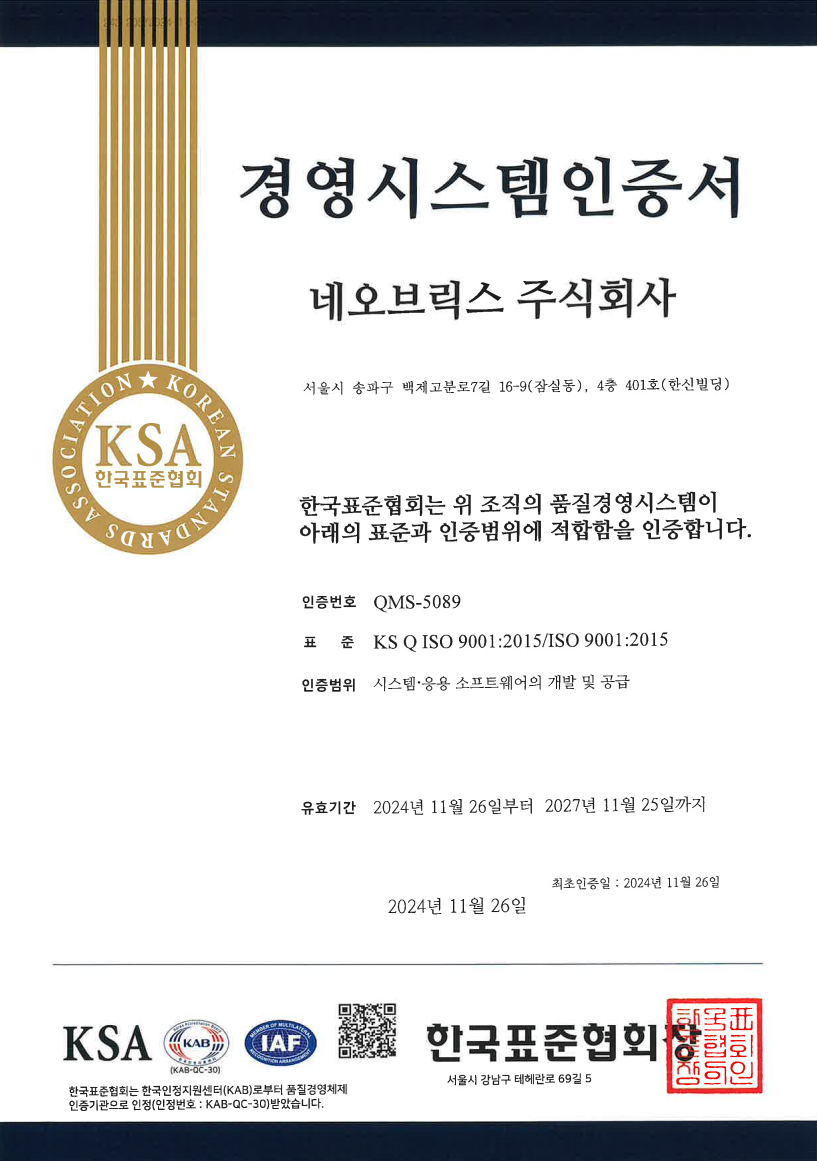 경영시스템인증서
네오브릭스 주식회사
서울시 송파구 백제고분로7길 16-9(잠실동), 4층 401호(한신빌딩)
ASSOCIATION ★ KOREAN STANDARDS
KSA
한국표준협회
한국표준협회는 위 조직의 품질경영시스템이
아래의 표준과 인증범위에 적합함을 인증합니다.
인증번호 QMS-5089
표 준 KS Q ISO 9001:2015/ISO 9001:2015
인증범위 시스템·응용 소프트웨어의 개발 및 공급
유효기간 2024년 11월 26일부터 2027년 11월 25일까지
최초인증일 : 2024년 11월 26일
2024년 11월 26일
KSA
KAB
(KAB-QC-30)
MEMBER OF MULTILATERAL
IAF
RECOGNITION ARRANGEMENT
한국표준협회장
서울시 강남구 테헤란로 69길 5
한국표준협회는 한국인정지원센터(KAB)로부터 품질경영체제
인증기관으로 인정(인정번호 : KAB-QC-30)받았습니다.